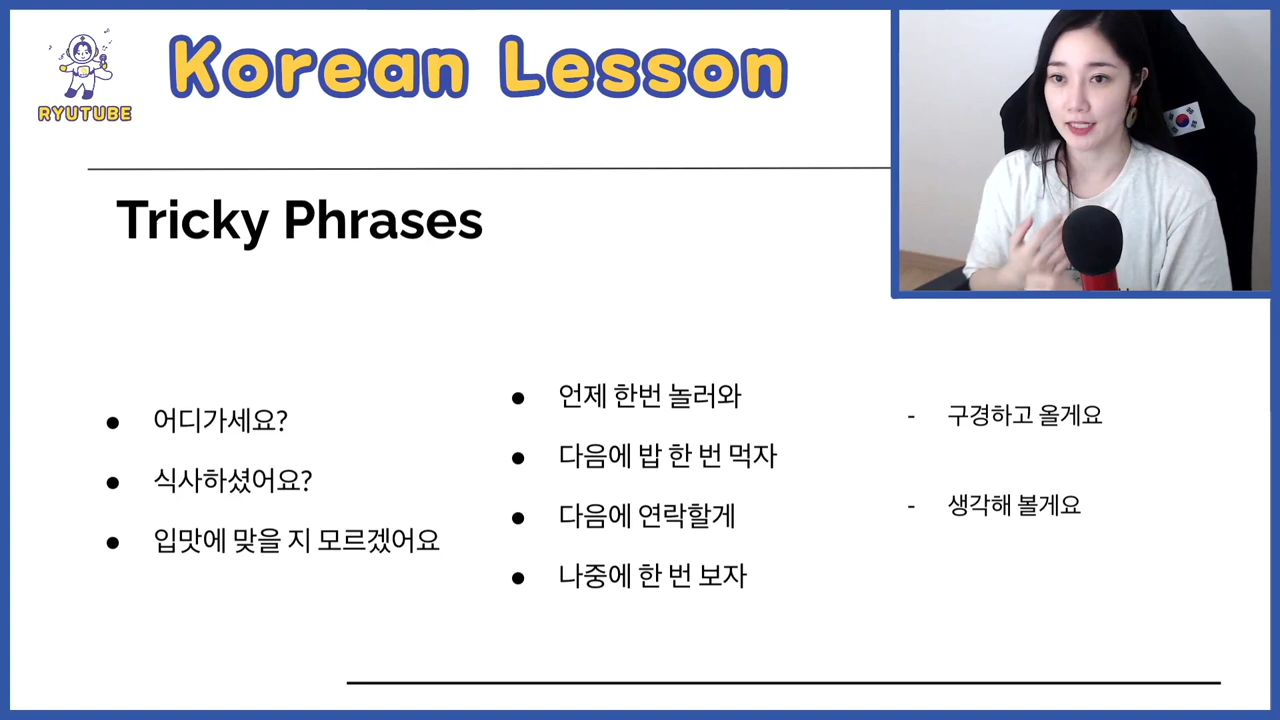 RYUTUBE
Korean Lesson
Tricky Phrases
● 어디가세요?
● 식사하셨어요?
● 입맛에 맞을 지 모르겠어요
● 언제 한번 놀러와
● 다음에 밥 한 번 먹자
● 다음에 연락할게
● 나중에 한 번 보자
- 구경하고 올게요
- 생각해 볼게요